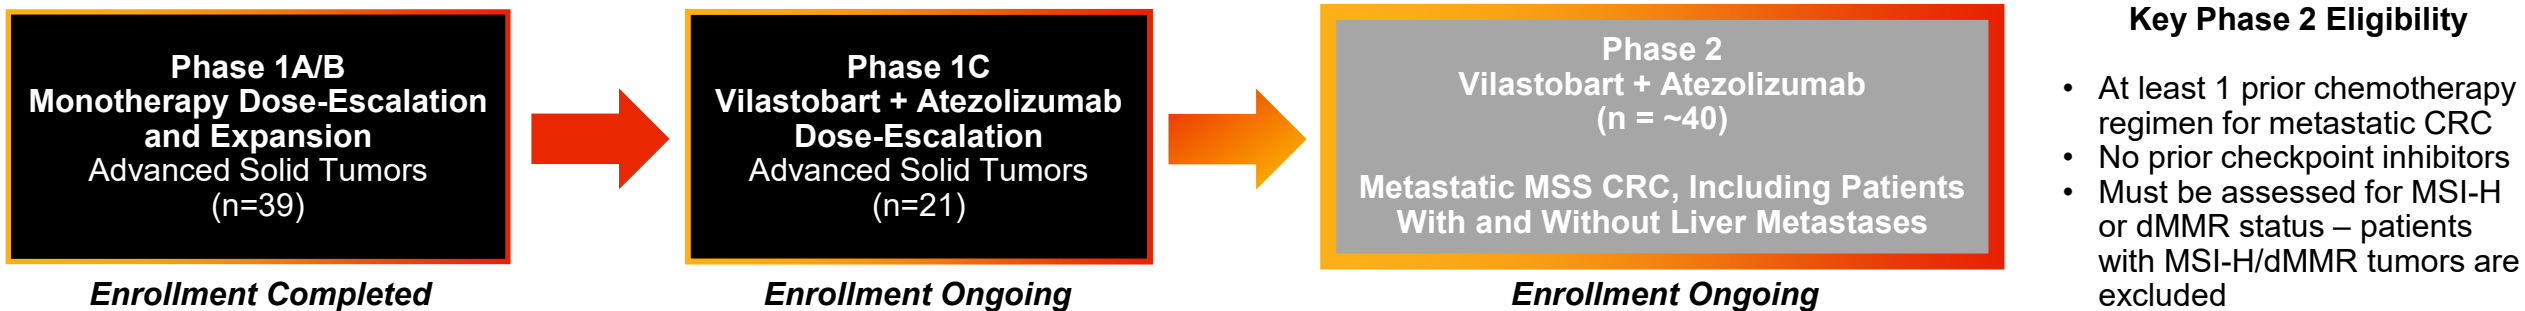 Phase 1A/B
Monotherapy Dose-Escalation
and Expansion
Advanced Solid Tumors
(n=39)
Enrollment Completed
Phase 1C
Vilastobart + Atezolizumab
Dose-Escalation
Advanced Solid Tumors
(n=21)
Enrollment Ongoing
Phase 2
Vilastobart + Atezolizumab
(n = ~40)
Metastatic MSS CRC, Including Patients
With and Without Liver Metastases
Enrollment Ongoing
Key Phase 2 Eligibility
• At least 1 prior chemotherapy
regimen for metastatic CRC
• No prior checkpoint inhibitors
• Must be assessed for MSI-H
or dMMR status – patients
with MSI-H/dMMR tumors are
excluded